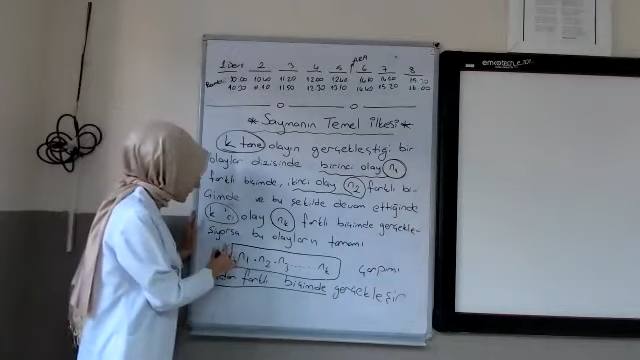 1.Ders 2 3 4 5 ARA 6 7 8
10.00 10.40 11.20 12.00 12.40 14.10 14.50 15.30
10.30 11.10 11.50 12.30 13.10 14.40 15.20 16.00
* Saymanın Temel İlkesi *
k tane olayın gerçekleştiği bir
olaylar dizisinde birinci olay n1
farklı biçimde, ikinci olay n2 farklı bi-
çimde ve bu şekilde devam ettiğinde
k ıncı olay nk farklı biçimde gerçekle-
şiyorsa bu olayların tamamı
n1 . n2 . n3 ..... nk çarpımı
kadar farklı biçimde gerçekleşir